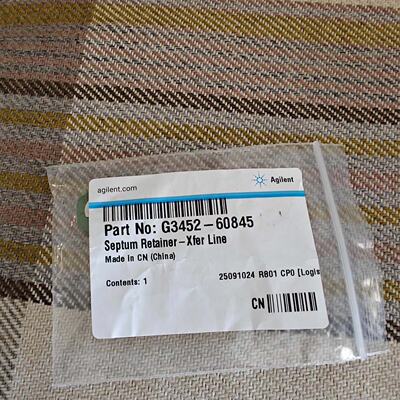 agilent.com
Agilent
Part No: G3452-60845
Septum Retainer-Xfer Line
Made in CN (China)
25091024 R801 CP0 [Logis
Contents: 1
CN